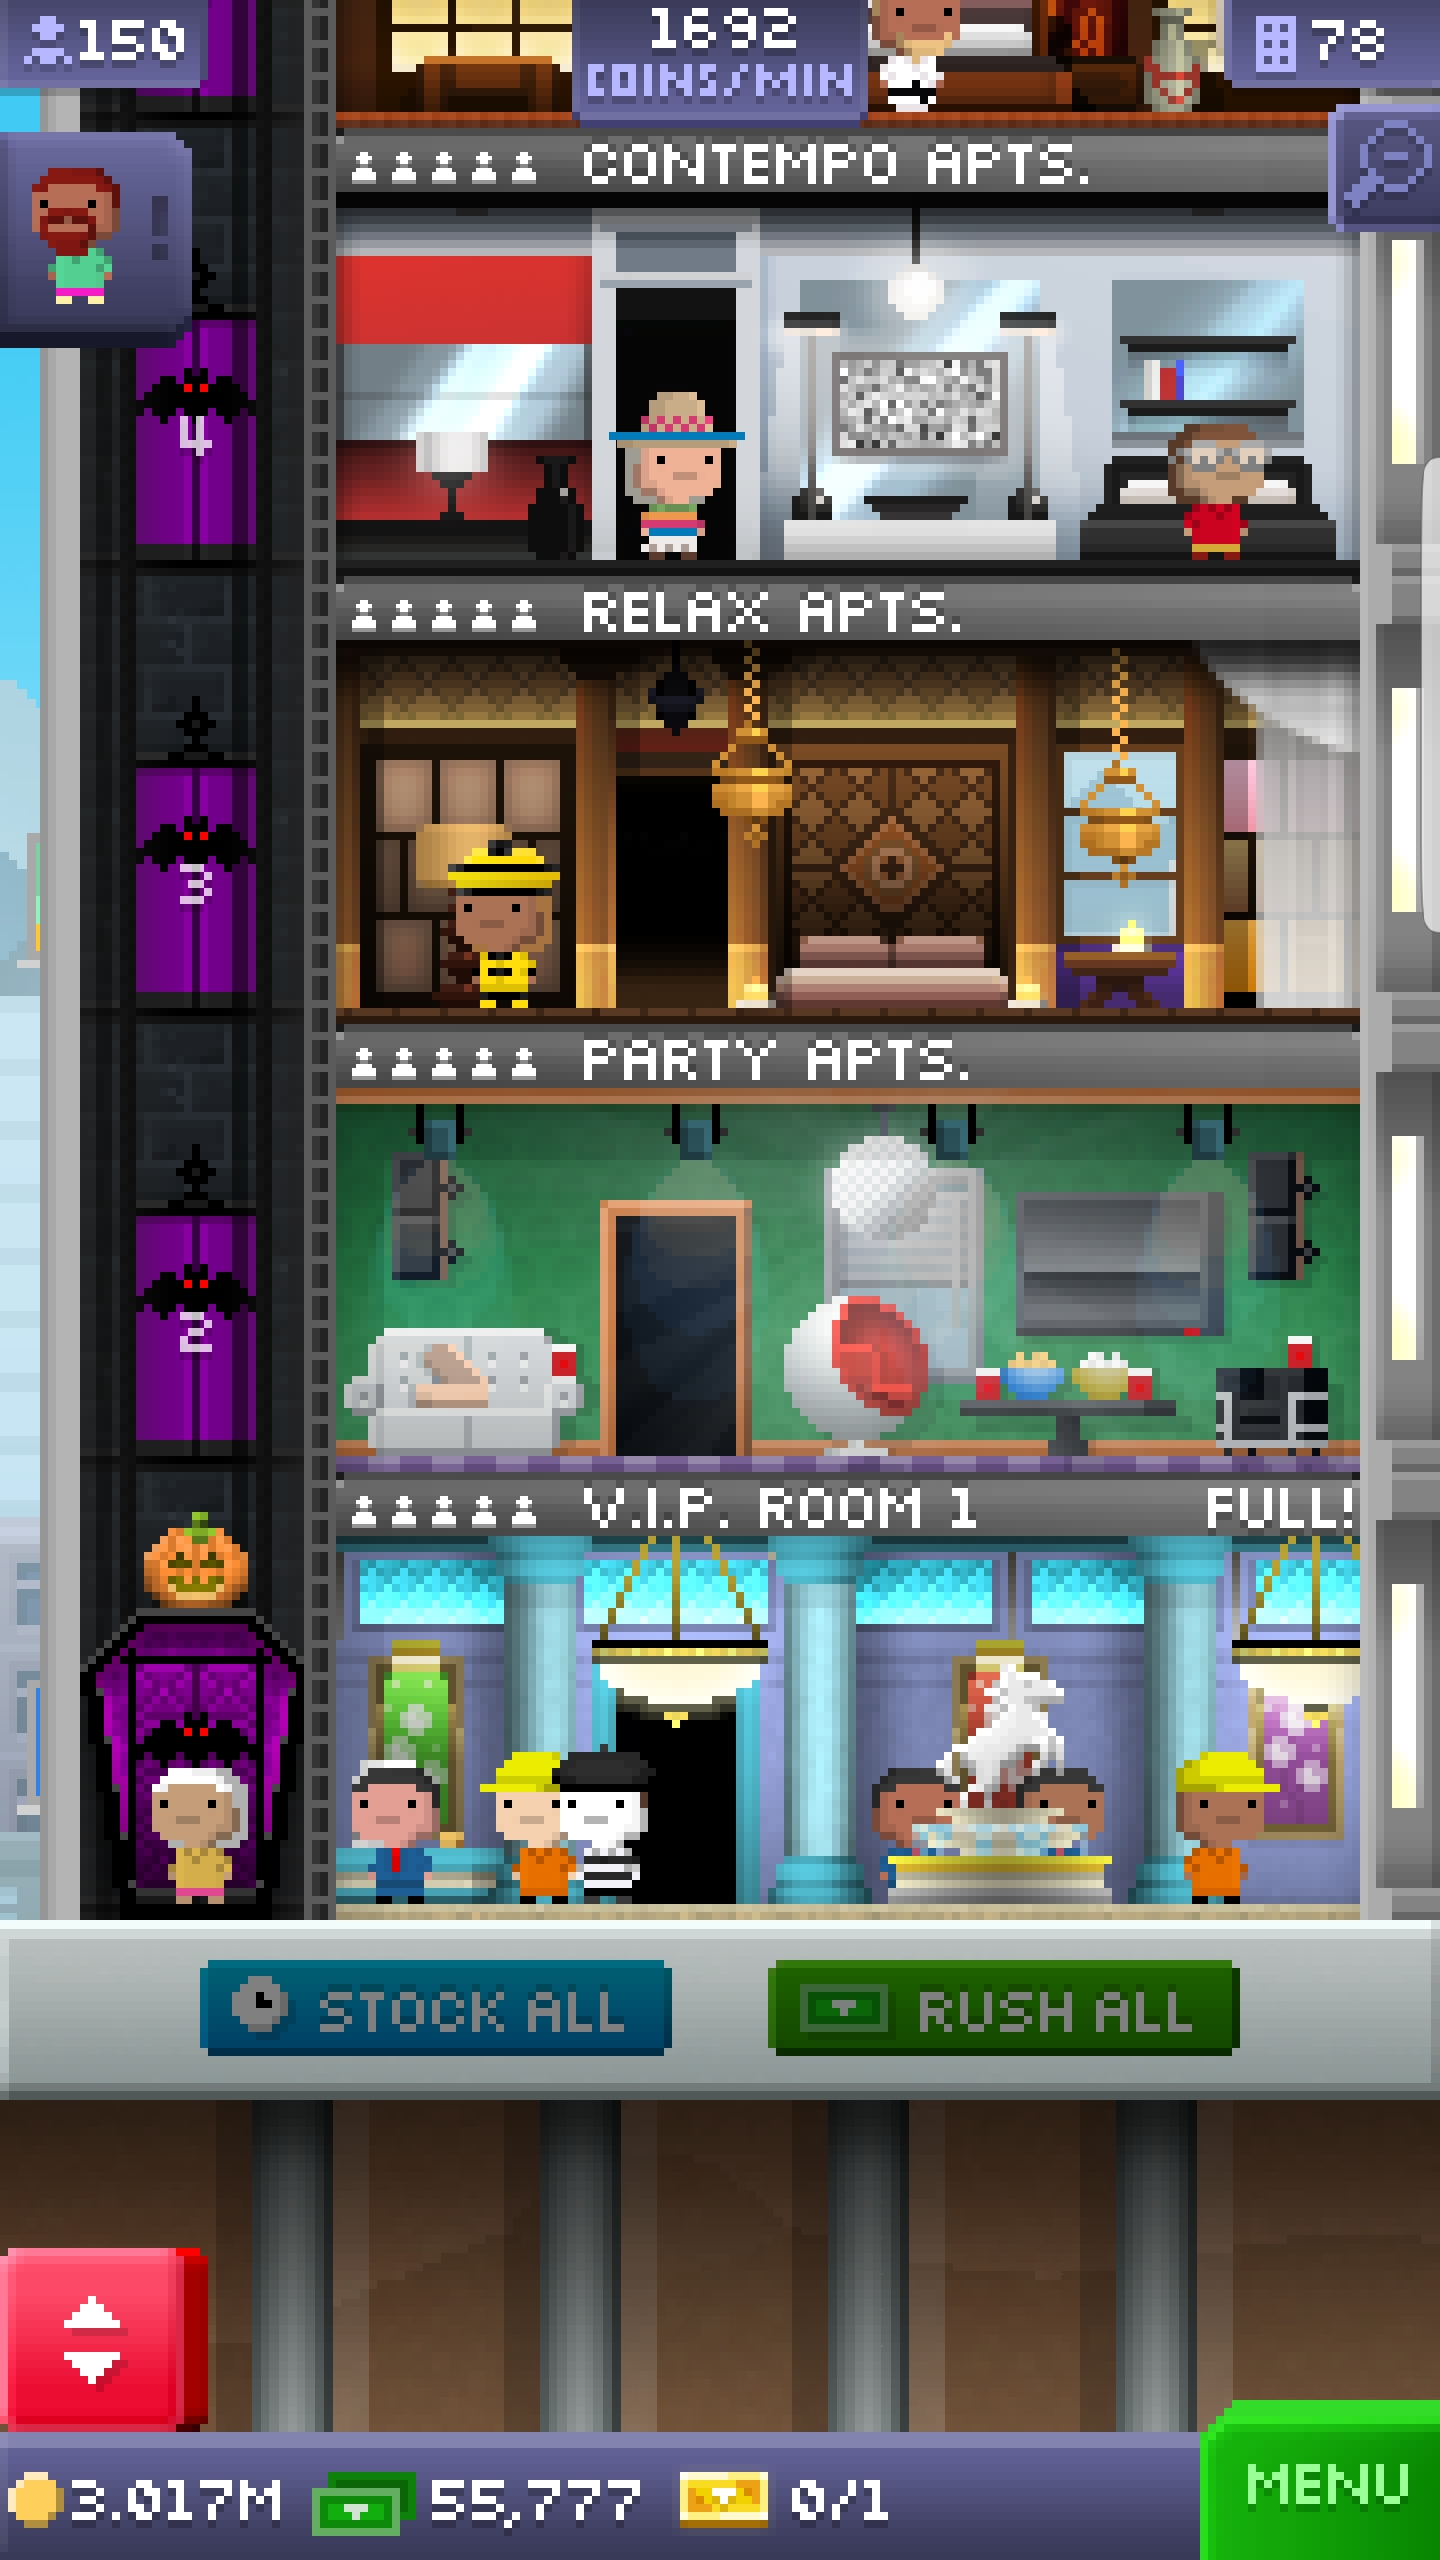 150
1692
COINS/MIN
78
CONTEMPO APTS.
!
4
RELAX APTS.
3
PARTY APTS.
2
V.I.P. ROOM 1 FULL!
STOCK ALL
RUSH ALL
3.017M 55,777 0/1
MENU